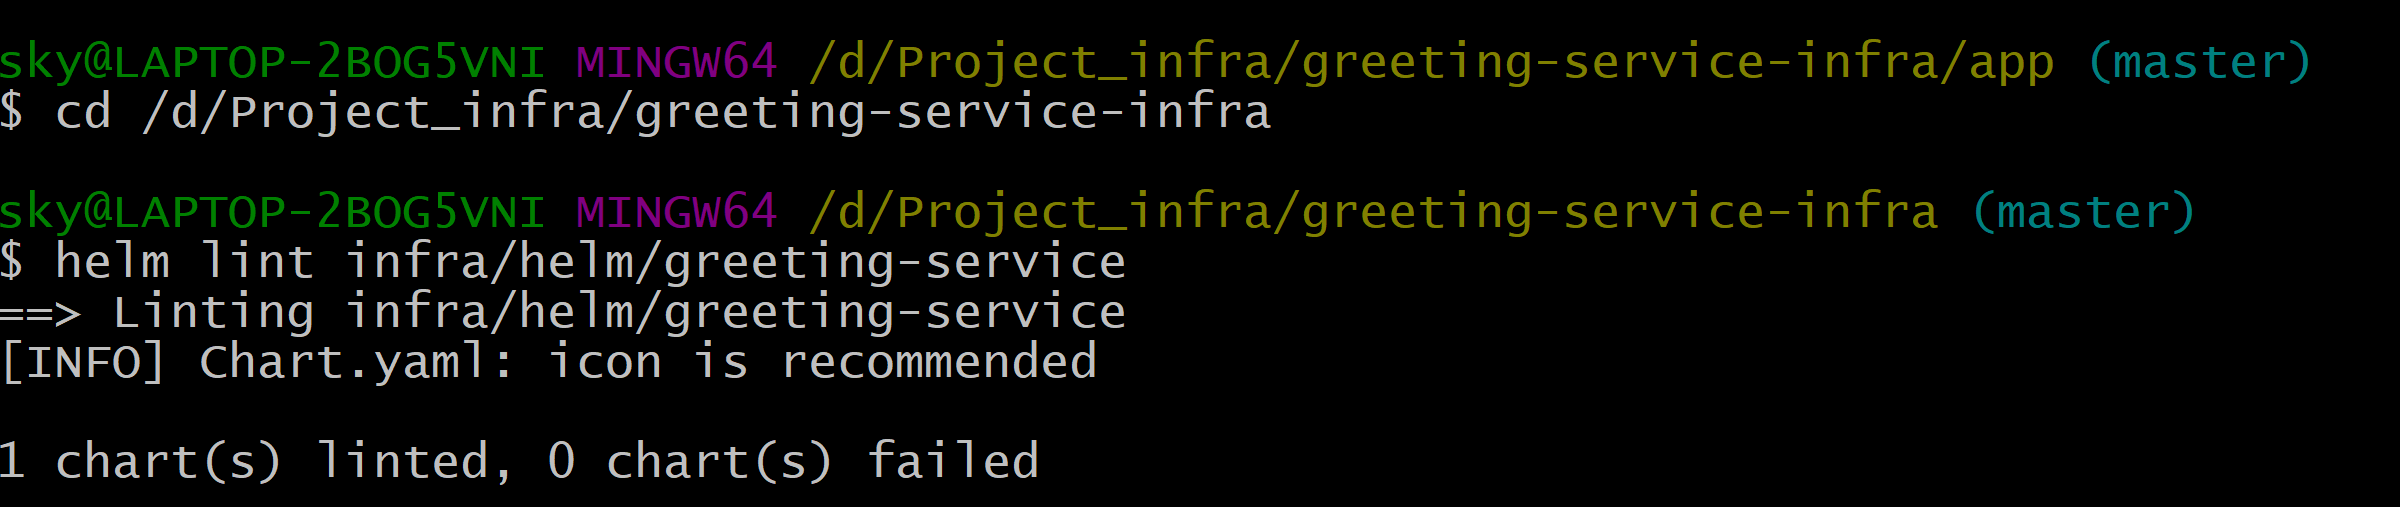 sky@LAPTOP-2BOG5VNI MINGW64 /d/Project_infra/greeting-service-infra/app (master)
$ cd /d/Project_infra/greeting-service-infra
sky@LAPTOP-2BOG5VNI MINGW64 /d/Project_infra/greeting-service-infra (master)
$ helm lint infra/helm/greeting-service
==> Linting infra/helm/greeting-service
[INFO] Chart.yaml: icon is recommended
1 chart(s) linted, 0 chart(s) failed